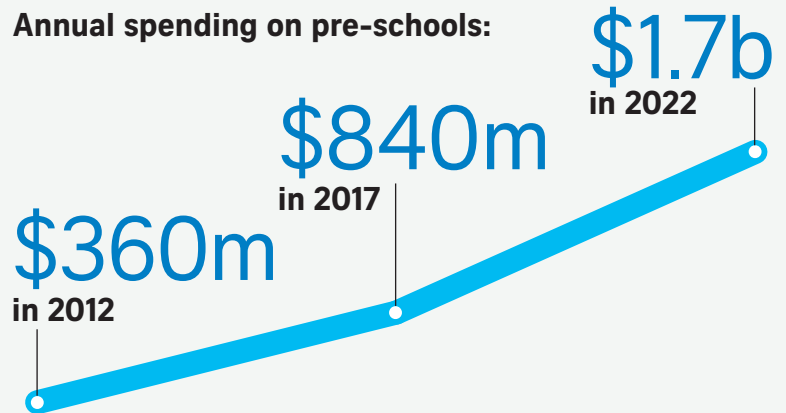 Annual spending on pre-schools:
$360m
in 2012
$840m
in 2017
$1.7b
in 2022